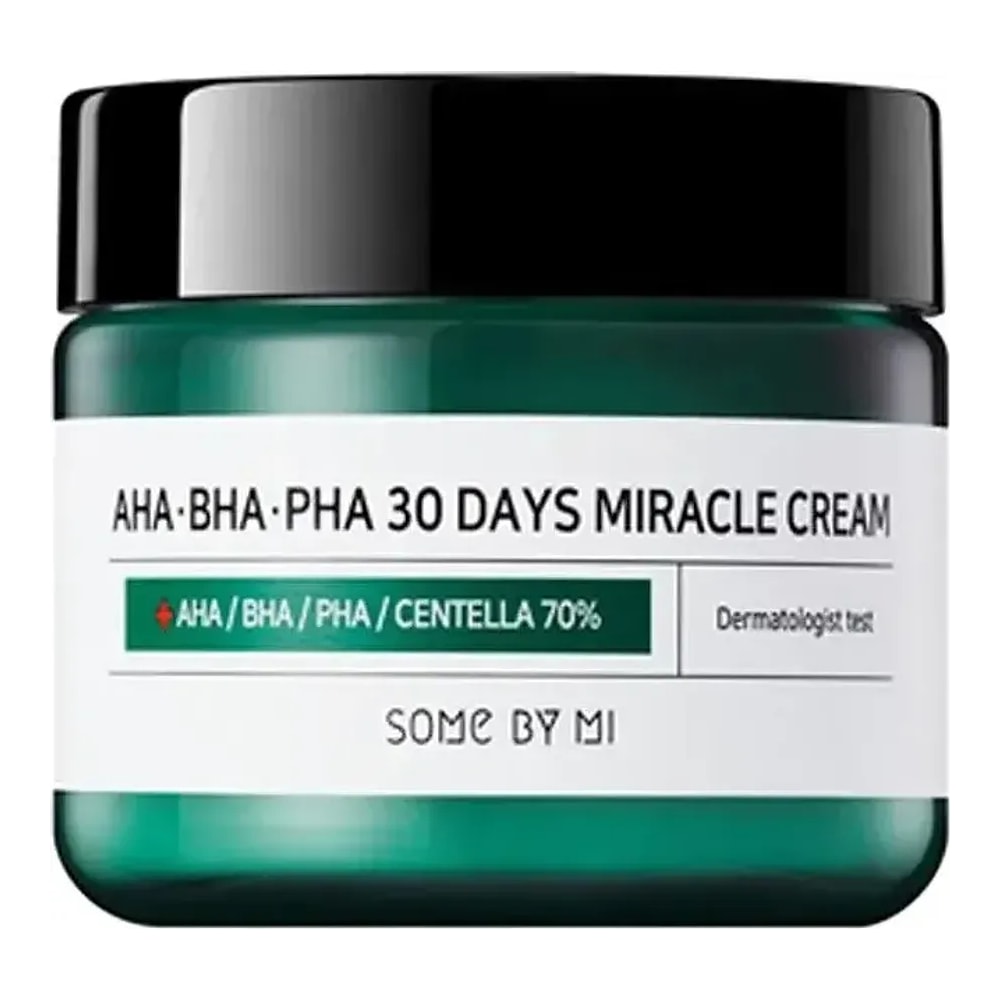 AHA·BHA·PHA 30 DAYS MIRACLE CREAM
AHA / BHA / PHA / CENTELLA 70%
Dermatologist test
SOME BY MI